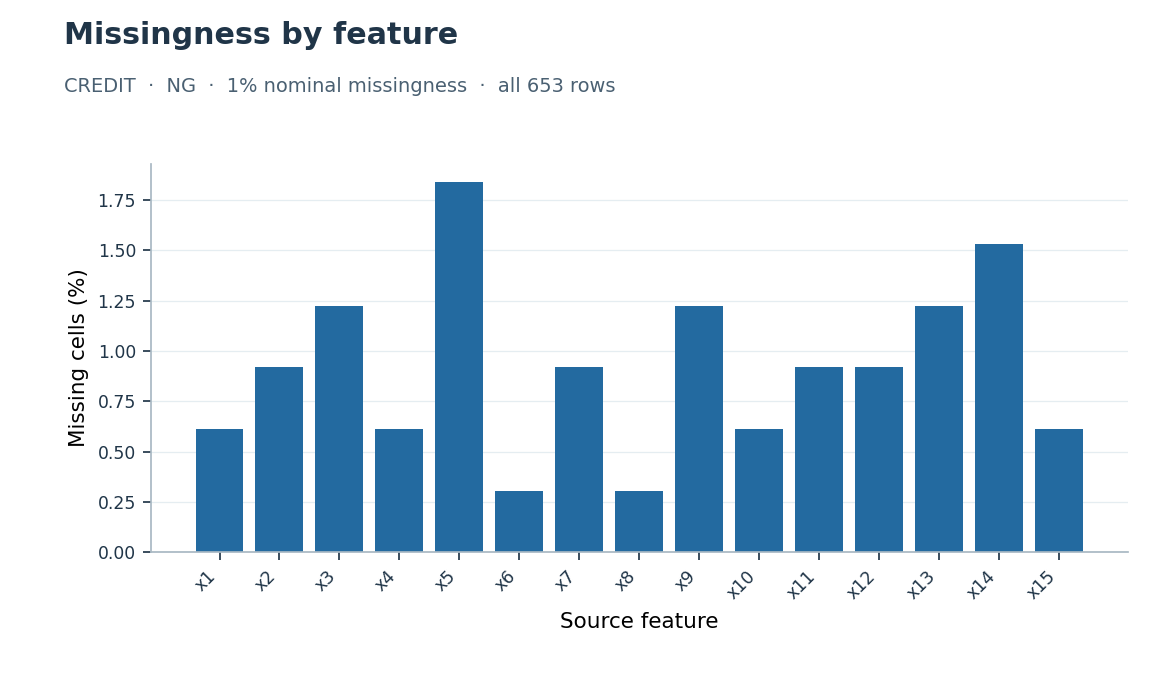 Missingness by feature
CREDIT · NG · 1% nominal missingness · all 653 rows
Missing cells (%)
1.75
1.50
1.25
1.00
0.75
0.50
0.25
0.00
x1 x2 x3 x4 x5 x6 x7 x8 x9 x10 x11 x12 x13 x14 x15
Source feature